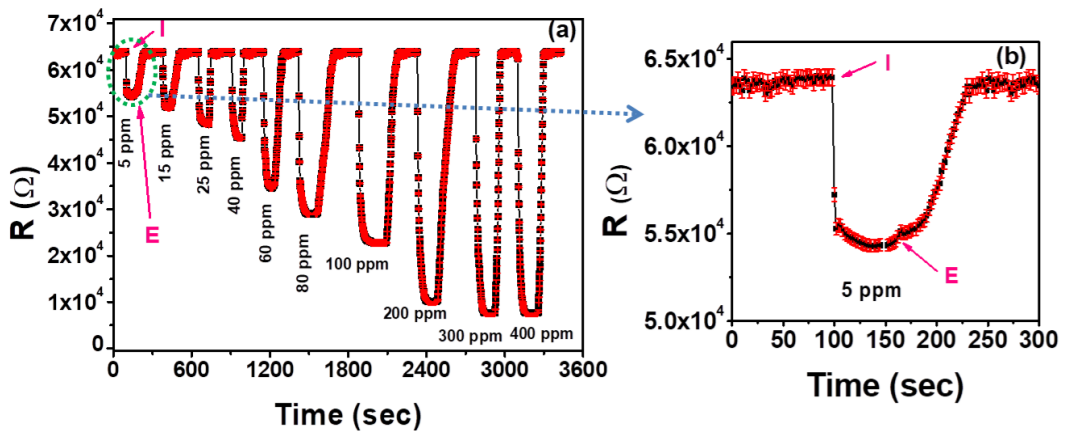 (a)
I
7x10⁴
6x10⁴
5x10⁴
4x10⁴
3x10⁴
2x10⁴
1x10⁴
0
R (Ω)
5 ppm
15 ppm
25 ppm
40 ppm
60 ppm
80 ppm
100 ppm
200 ppm
300 ppm
400 ppm
E
0 600 1200 1800 2400 3000 3600
Time (sec)
(b)
I
6.5x10⁴
6.0x10⁴
5.5x10⁴
5.0x10⁴
R (Ω)
E
5 ppm
0 50 100 150 200 250 300
Time (sec)